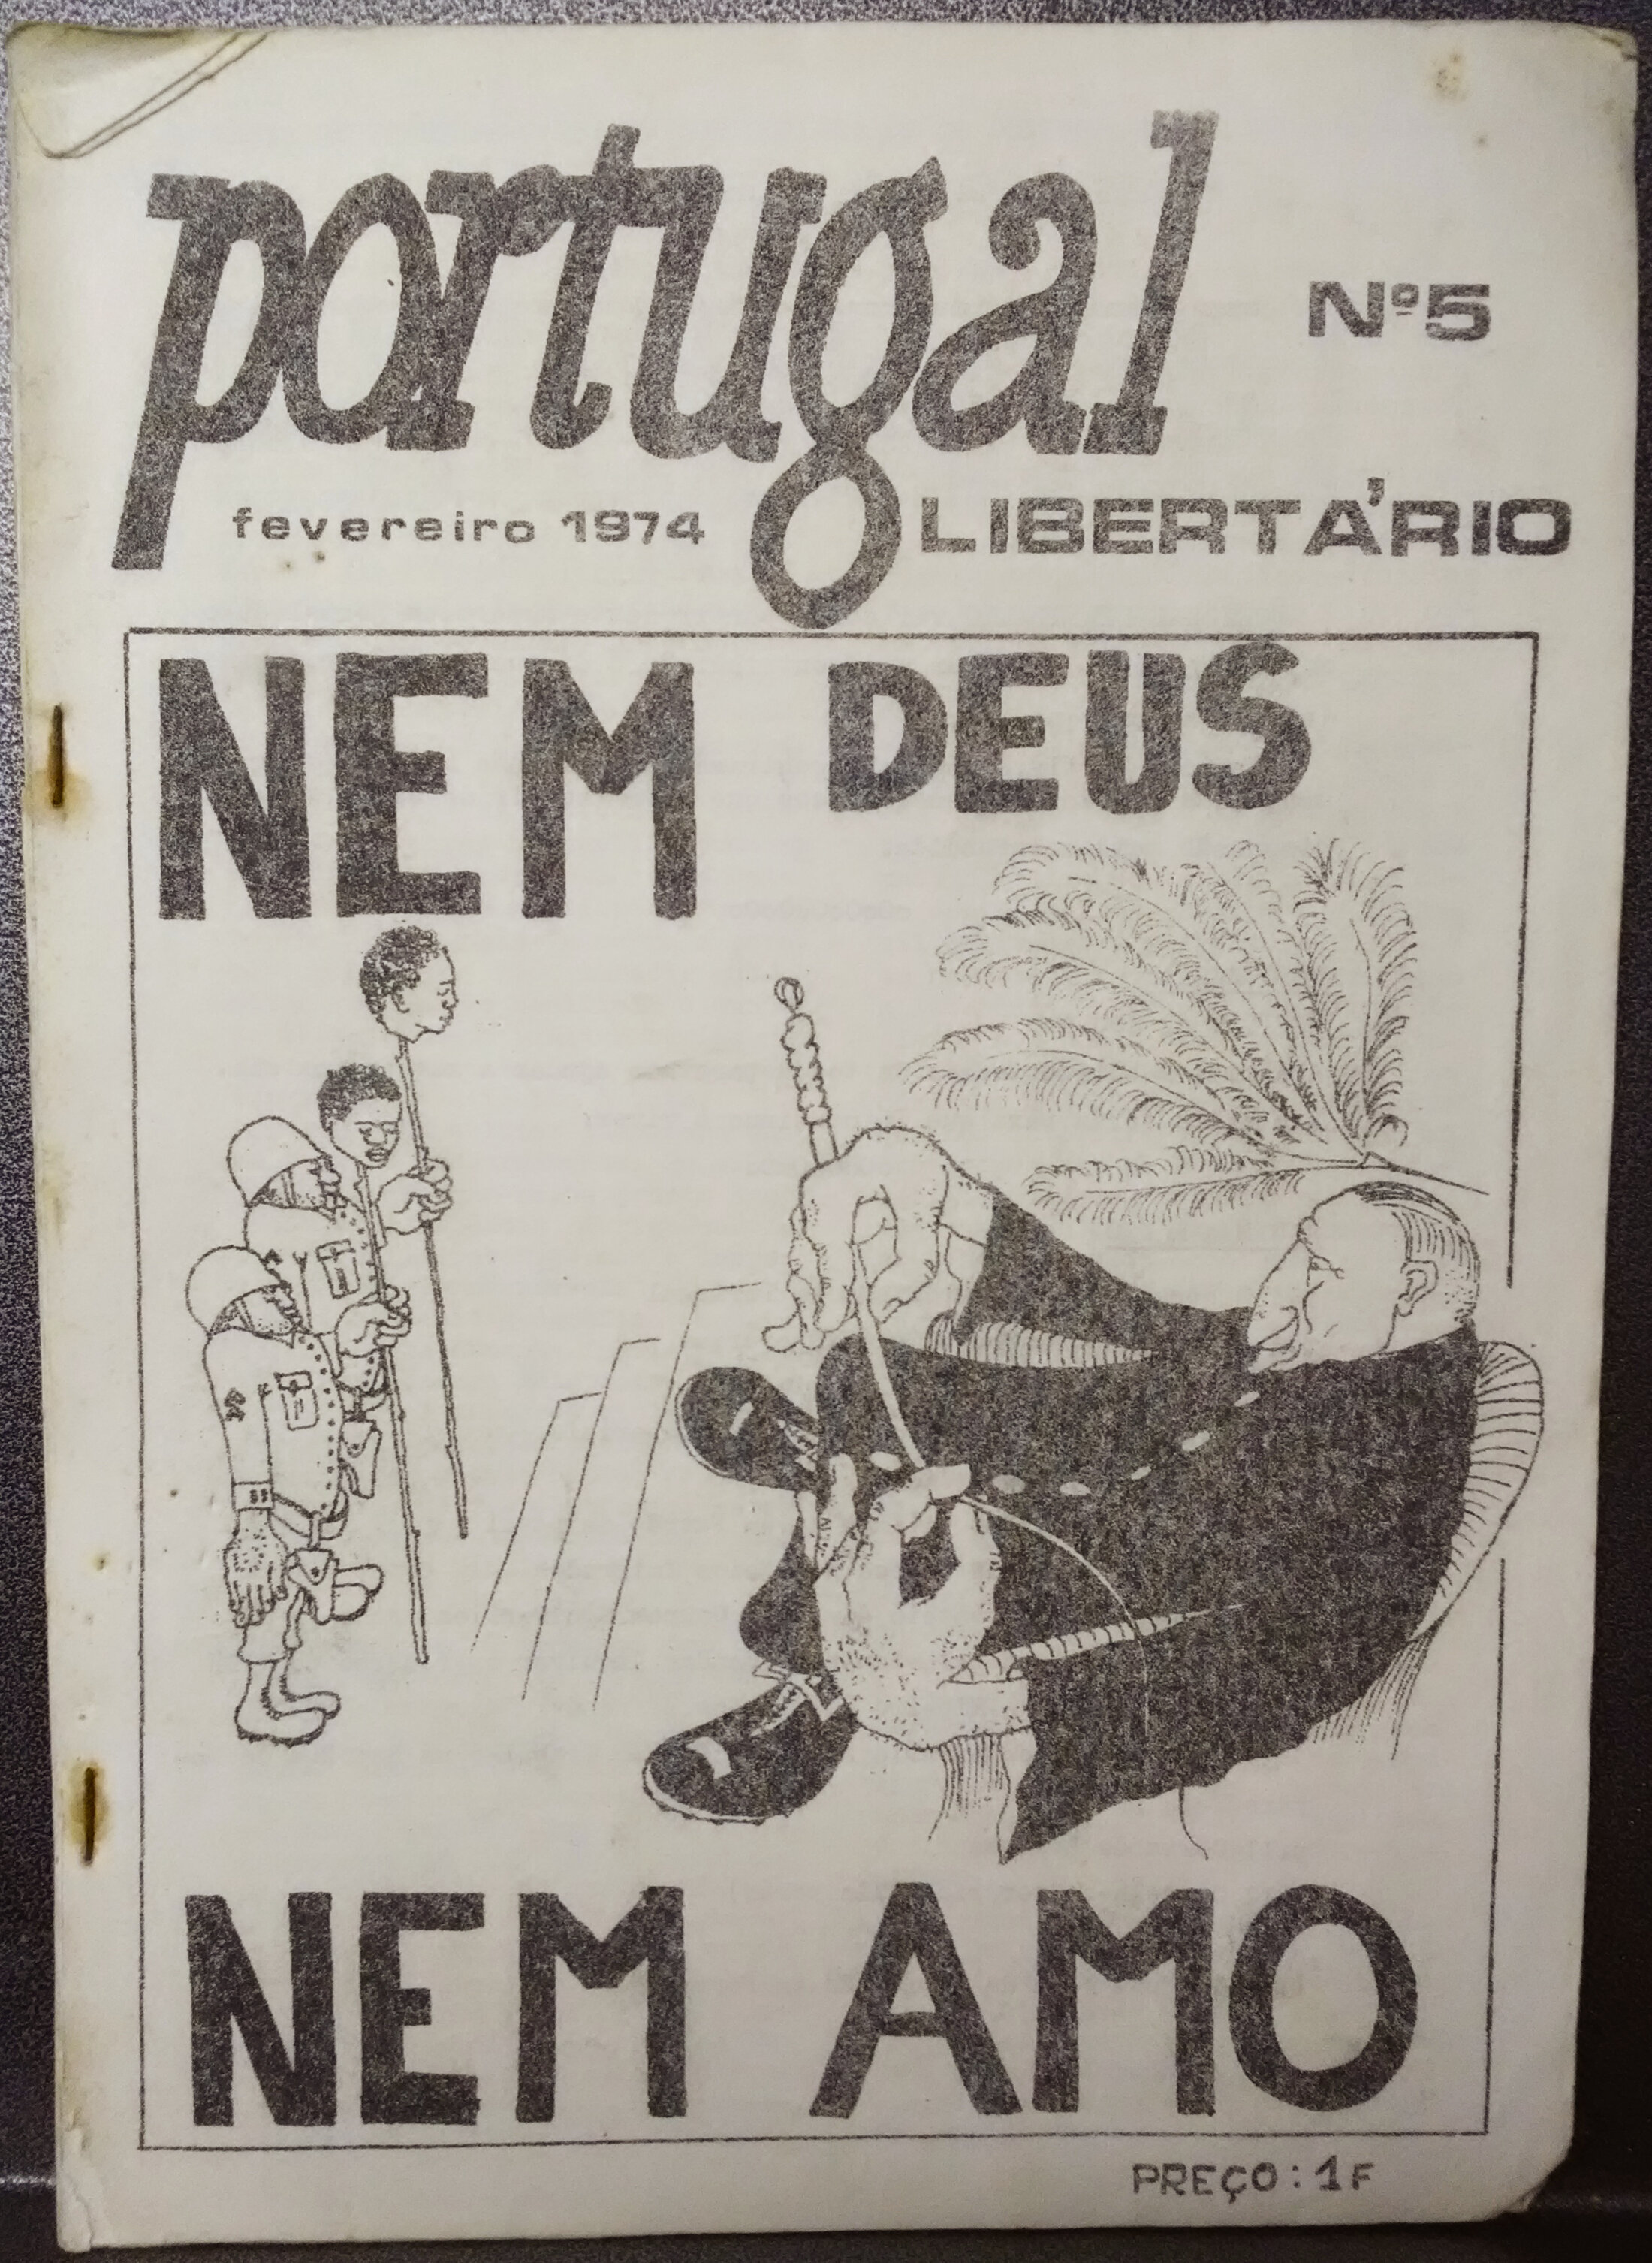 portugal
Nº5
fevereiro 1974
LIBERTÁRIO
NEM DEUS
NEM AMO
PREÇO: 1F